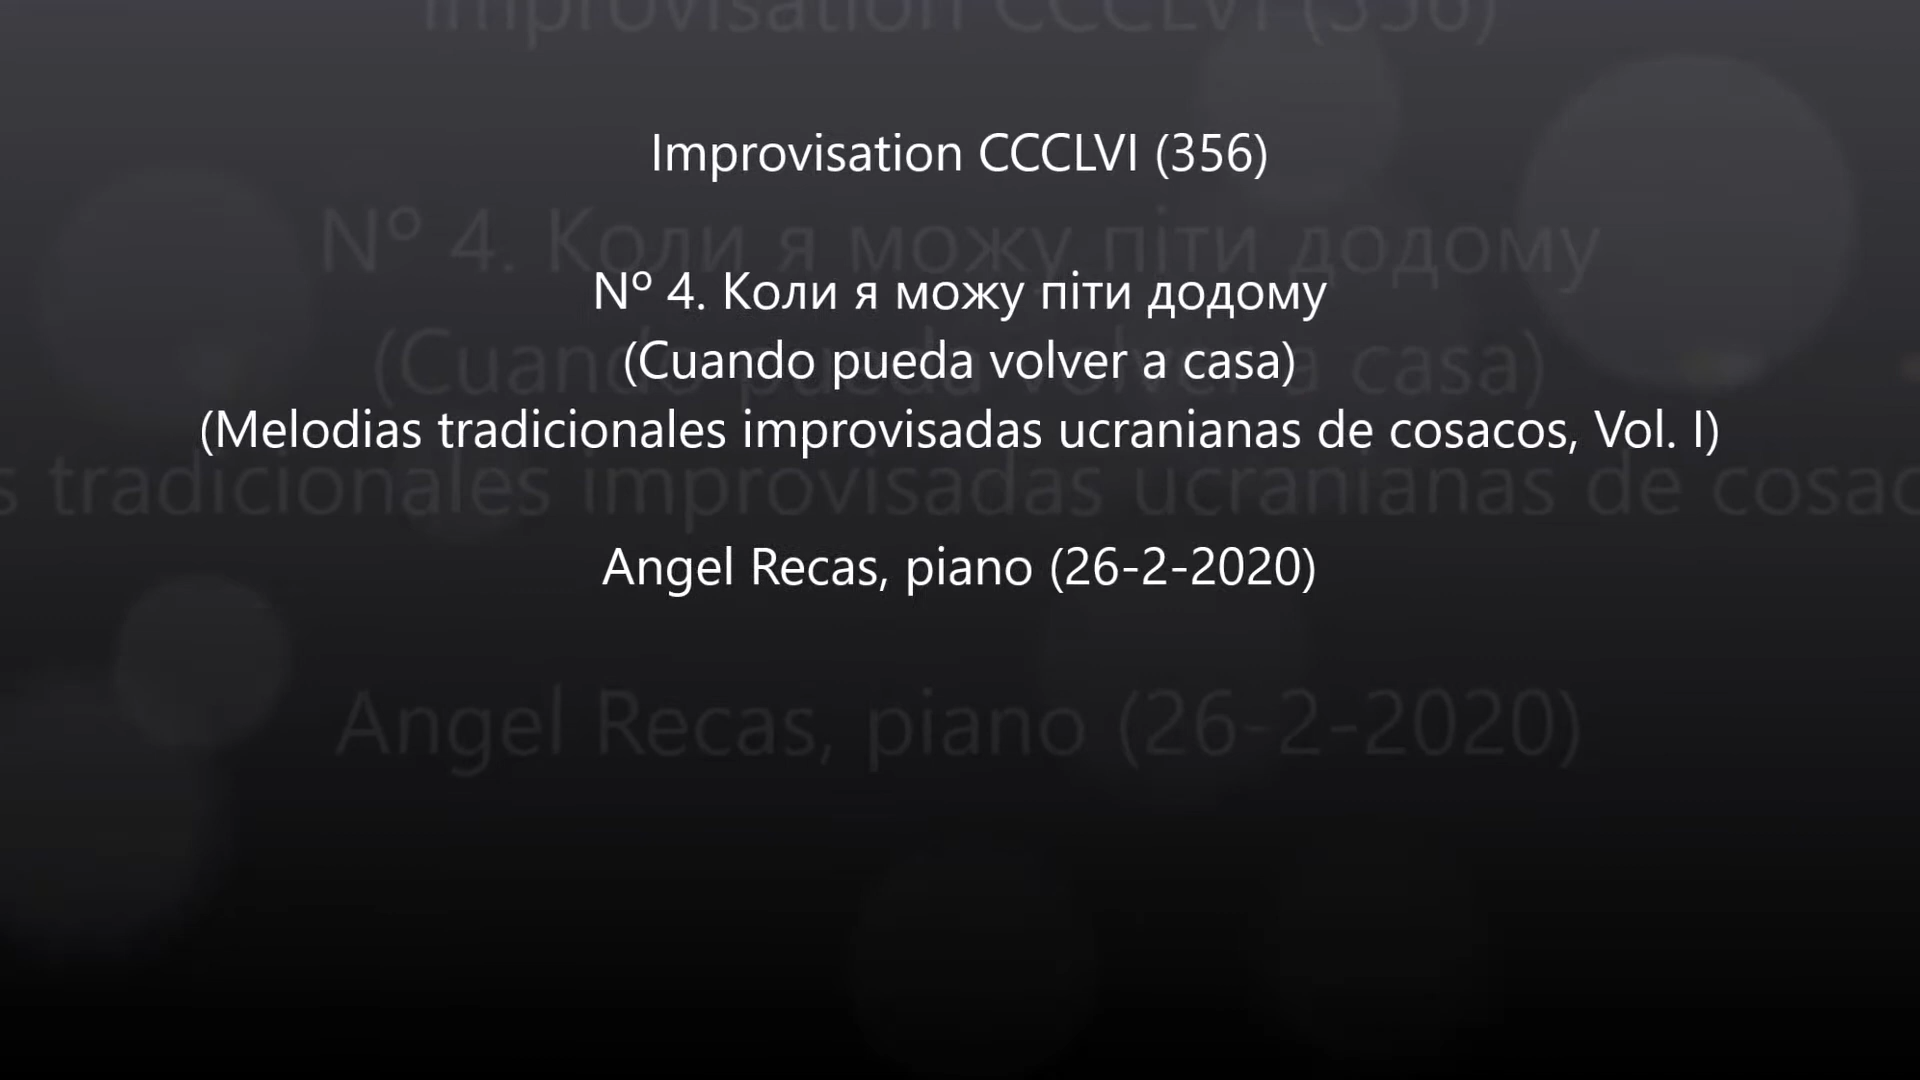 Improvisation CCCLVI (356)
Nº 4. Коли я можу піти додому
(Cuando pueda volver a casa)
(Melodias tradicionales improvisadas ucranianas de cosacos, Vol. I)
Angel Recas, piano (26-2-2020)